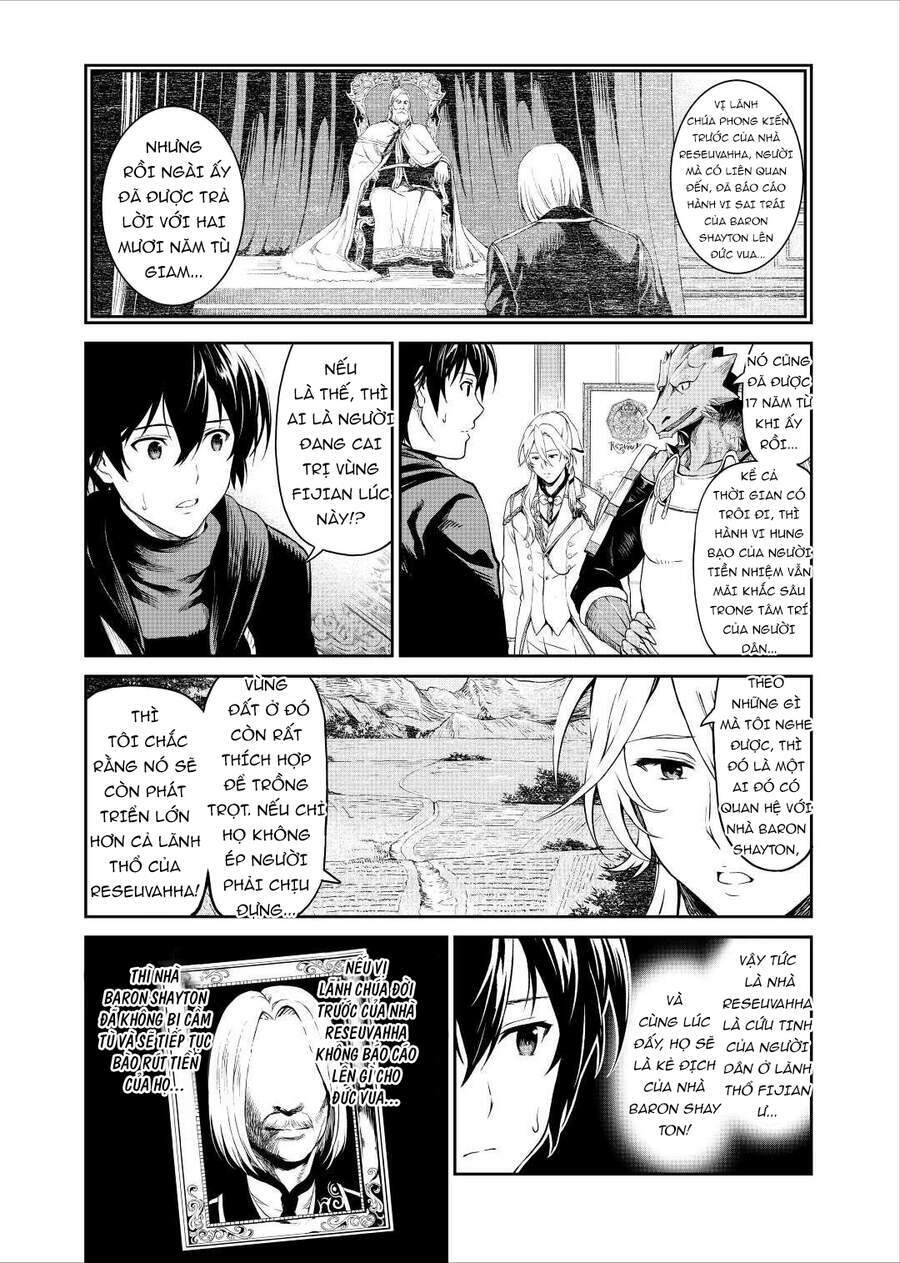 VỊ LÃNH
CHÚA PHONG KIẾN
TRƯỚC CỦA NHÀ
RESEUVAHHA, NGƯỜI
MÀ CÓ LIÊN QUAN
ĐẾN, ĐÃ BÁO CÁO
HÀNH VI SAI TRÁI
CỦA BARON
SHAYTON LÊN
ĐỨC VUA...
NHƯNG
RỒI NGÀI ẤY
ĐÃ ĐƯỢC TRẢ
LỜI VỚI HAI
MƯƠI NĂM TÙ
GIAM...
NÓ CŨNG
ĐÃ ĐƯỢC
17 NĂM TỪ
KHI ẤY
RỒI...
KỂ CẢ
THỜI GIAN CÓ
TRÔI ĐI, THÌ
HÀNH VI HUNG
BẠO CỦA NGƯỜI
TIỀN NHIỆM VẪN
MÃI KHẮC SÂU
TRONG TÂM TRÍ
CỦA NGƯỜI
DÂN...
NẾU
LÀ THẾ, THÌ
AI LÀ NGƯỜI
ĐANG CAI
TRỊ VÙNG
FIJIAN LÚC
NÀY!?
THEO
NHỮNG GÌ
MÀ TÔI NGHE
ĐƯỢC, THÌ
ĐÓ LÀ MỘT
AI ĐÓ CÓ
QUAN HỆ VỚI
NHÀ BARON
SHAYTON,
VÙNG
ĐẤT Ở ĐÓ
CÒN RẤT
THÍCH HỢP
ĐỂ TRỒNG
TRỌT. NẾU CHỈ
HỌ KHÔNG
ÉP NGƯỜI
PHẢI CHỊU
ĐỰNG...
THÌ
TÔI CHẮC
RẰNG NÓ SẼ
CÒN PHÁT
TRIỂN LỚN
HƠN CẢ LÃNH
THỔ CỦA
RESEUVAHHA!
VẬY TỨC
LÀ NHÀ
RESEUVAHHA
LÀ CỨU TINH
CỦA NGƯỜI
DÂN Ở LÃNH
THỔ FIJIAN
Ư...
VÀ
CÙNG LÚC
ĐẤY, HỌ SẼ
LÀ KẺ ĐỊCH
CỦA NHÀ
BARON SHAY
TON!
NẾU VỊ
LÃNH CHÚA ĐỜI
TRƯỚC CỦA NHÀ
RESEUVAHHA
KHÔNG BÁO CÁO
LÊN GÌ CHO
ĐỨC VUA...
THÌ NHÀ
BARON SHAYTON
ĐÃ KHÔNG BỊ CẦM
TÙ VÀ SẼ TIẾP TỤC
BÀO RÚT TIỀN
CỦA HỌ...